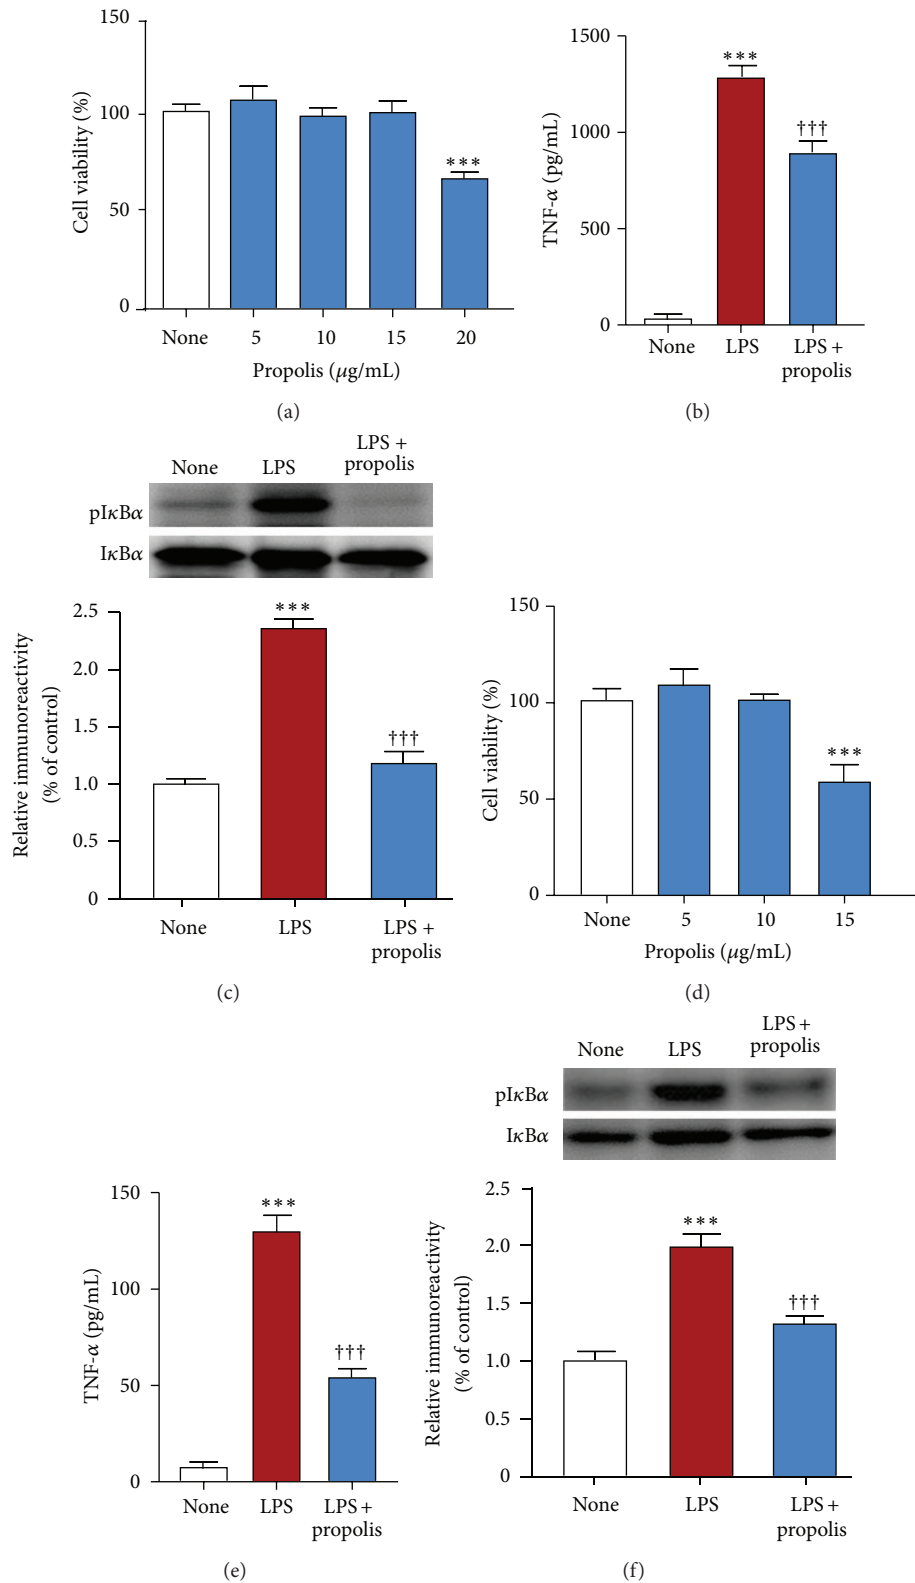 150
100
50
0
Cell viability (%)
***
None 5 10 15 20
Propolis (μg/mL)
(a)
1500
1000
500
0
TNF-α (pg/mL)
***
†††
None LPS LPS +
propolis
(b)
None LPS LPS +
propolis
pIκBα
IκBα
2.5
2.0
1.5
1.0
0.5
0
Relative immunoreactivity
(% of control)
***
†††
None LPS LPS +
propolis
(c)
150
100
50
0
Cell viability (%)
***
None 5 10 15
Propolis (μg/mL)
(d)
150
100
50
0
TNF-α (pg/mL)
***
†††
None LPS LPS +
propolis
(e)
None LPS LPS +
propolis
pIκBα
IκBα
2.5
2.0
1.5
1.0
0.5
0
Relative immunoreactivity
(% of control)
***
†††
None LPS LPS +
propolis
(f)